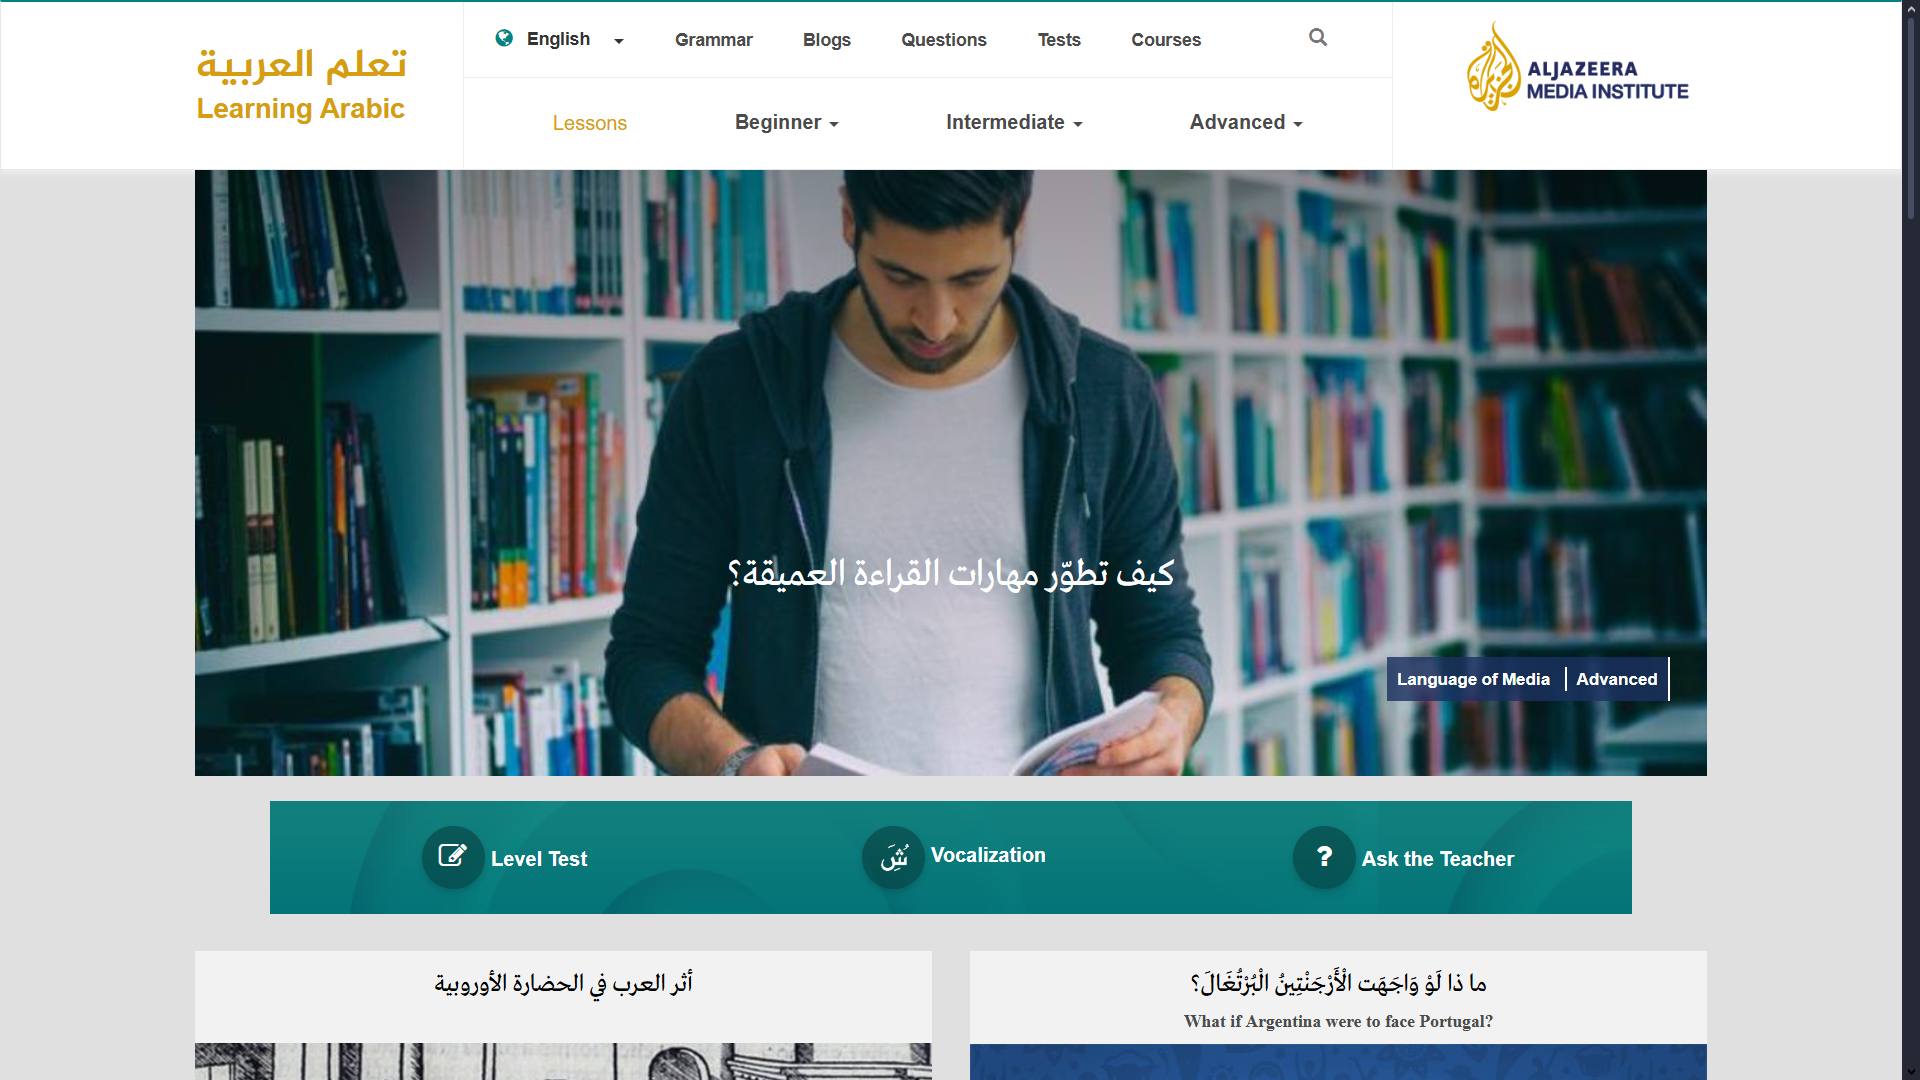 تعلم العربية
Learning Arabic
English
Grammar
Blogs
Questions
Tests
Courses
Lessons
Beginner
Intermediate
Advanced
ALJAZEERA
MEDIA INSTITUTE
كيف تطوّر مهارات القراءة العميقة؟
Language of Media | Advanced
Level Test
شَُِ Vocalization
? Ask the Teacher
أثر العرب في الحضارة الأوروبية
ما ذا لَوْ وَاجَهَت الْأَرْجَنْتِينُ الْبُرْتُغَالَ؟
What if Argentina were to face Portugal?